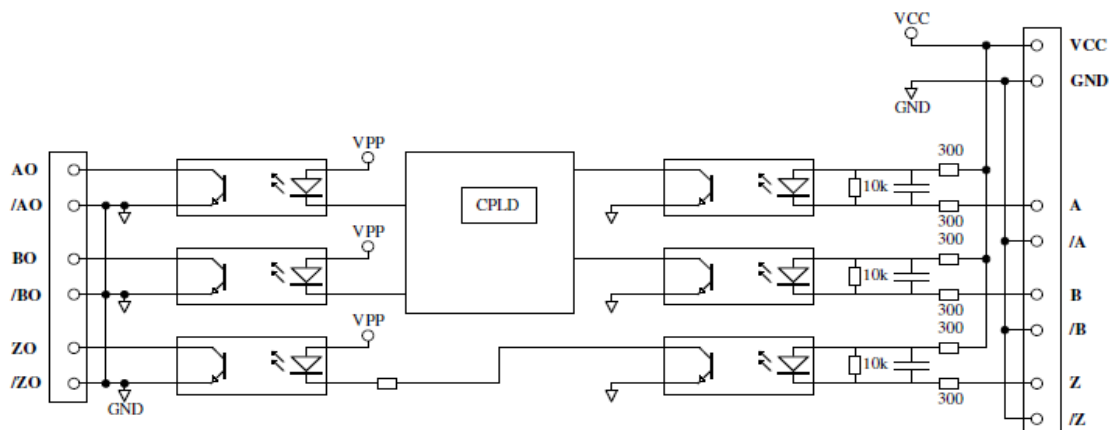 VCC
VCC
GND
GND
AO
/AO
BO
/BO
ZO
/ZO
GND
VPP
VPP
VPP
CPLD
10k
10k
10k
300
300
300
300
300
300
A
/A
B
/B
Z
/Z